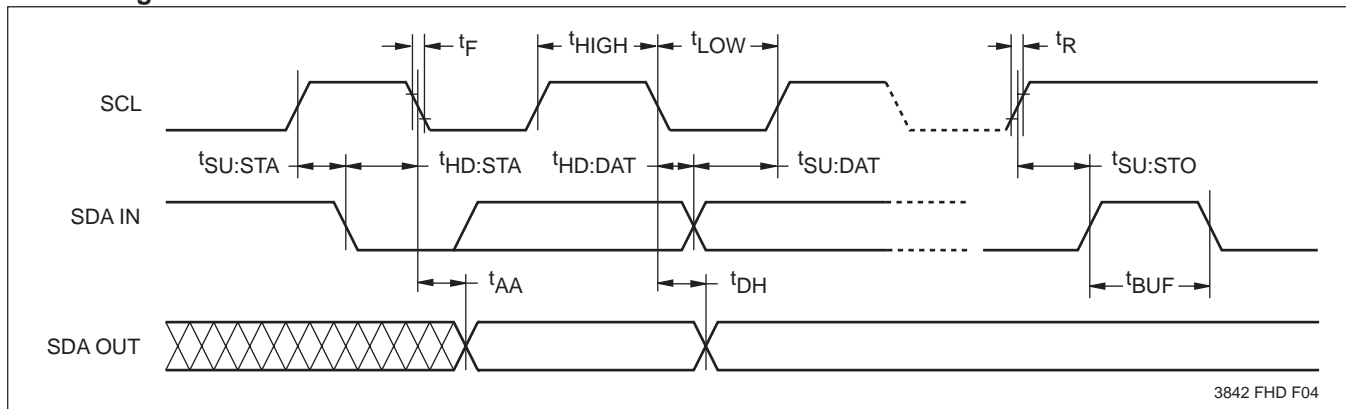 tF
tHIGH
tLOW
tR
SCL
tSU:STA
tHD:STA
tHD:DAT
tSU:DAT
tSU:STO
SDA IN
tAA
tDH
tBUF
SDA OUT
3842 FHD F04